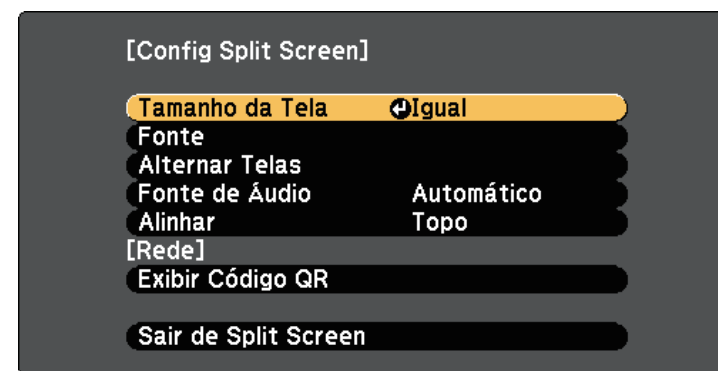 [Config Split Screen]
Tamanho da Tela Igual
Fonte
Alternar Telas
Fonte de Áudio Automático
Alinhar Topo
[Rede]
Exibir Código QR
Sair de Split Screen